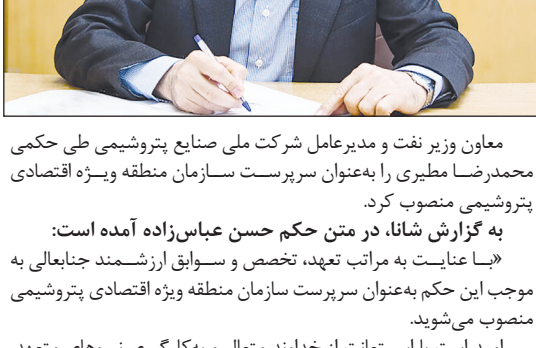 معاون وزیر نفت و مدیرعامل شرکت ملی صنایع پتروشیمی طی حکمی
محمدرضا مطیری را به‌عنوان سرپرست سازمان منطقه ویژه اقتصادی
پتروشیمی منصوب کرد.
به گزارش شانا، در متن حکم حسن عباس‌زاده آمده است:
«با عنایت به مراتب تعهد، تخصص و سوابق ارزشمند جنابعالی به
موجب این حکم به‌عنوان سرپرست سازمان منطقه ویژه اقتصادی پتروشیمی
منصوب می‌شوید.